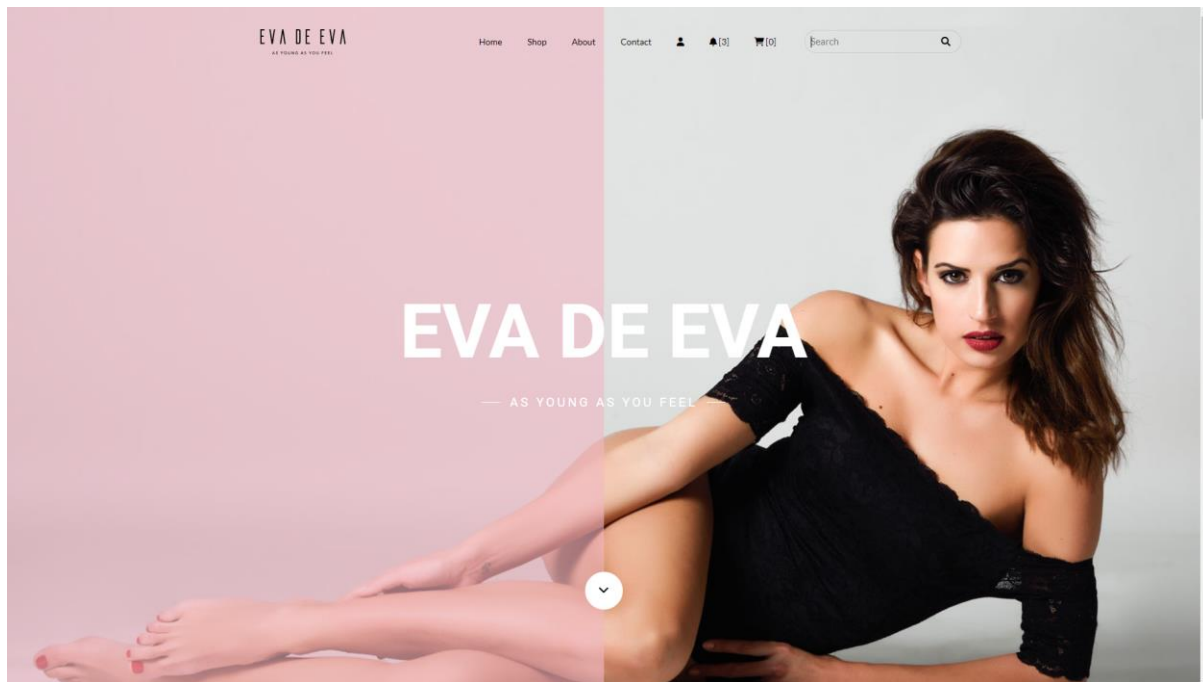 EVA DE EVA
AS YOUNG AS YOU FEEL
Home Shop About Contact [3] [0] Search
EVA DE EVA
AS YOUNG AS YOU FEEL